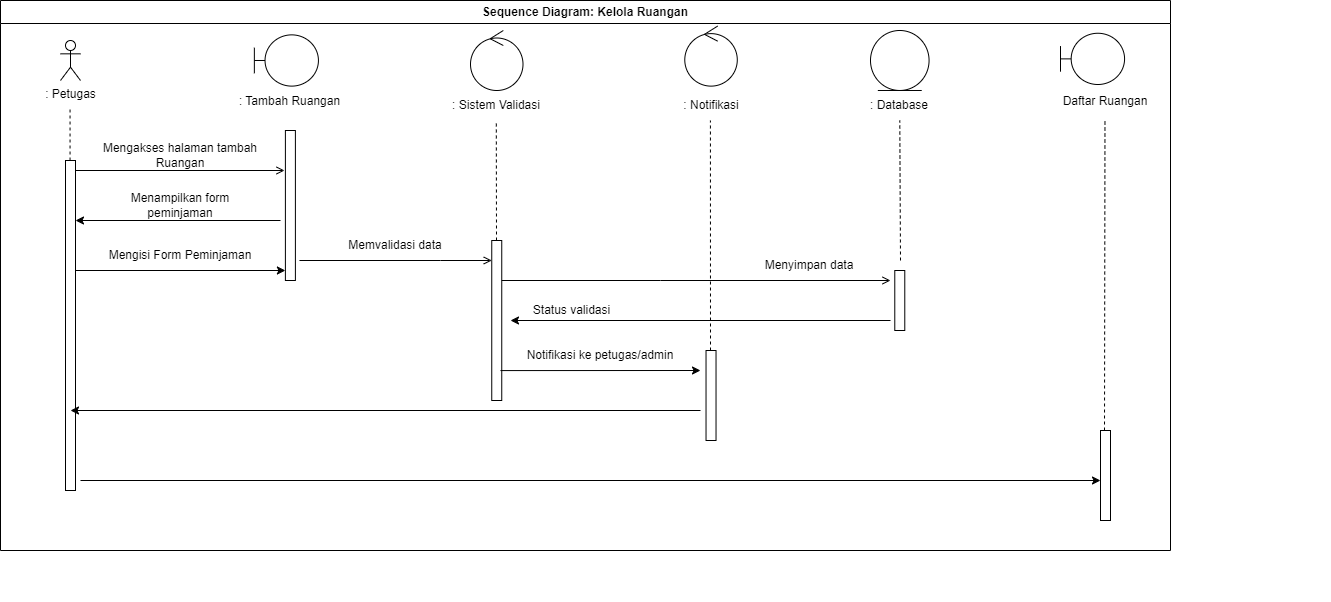 Sequence Diagram: Kelola Ruangan
: Petugas
: Tambah Ruangan
: Sistem Validasi
: Notifikasi
: Database
Daftar Ruangan
Mengakses halaman tambah
Ruangan
Menampilkan form
peminjaman
Mengisi Form Peminjaman
Memvalidasi data
Menyimpan data
Status validasi
Notifikasi ke petugas/admin